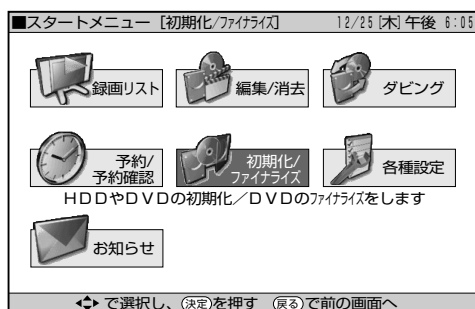 ■スタートメニュー [初期化/ファイナライズ] 12/25[木]午後 6:05
録画リスト
編集/消去
ダビング
予約/
予約確認
初期化/
ファイナライズ
各種設定
HDDやDVDの初期化/DVDのファイナライズをします
お知らせ
で選択し、決定を押す 戻るで前の画面へ